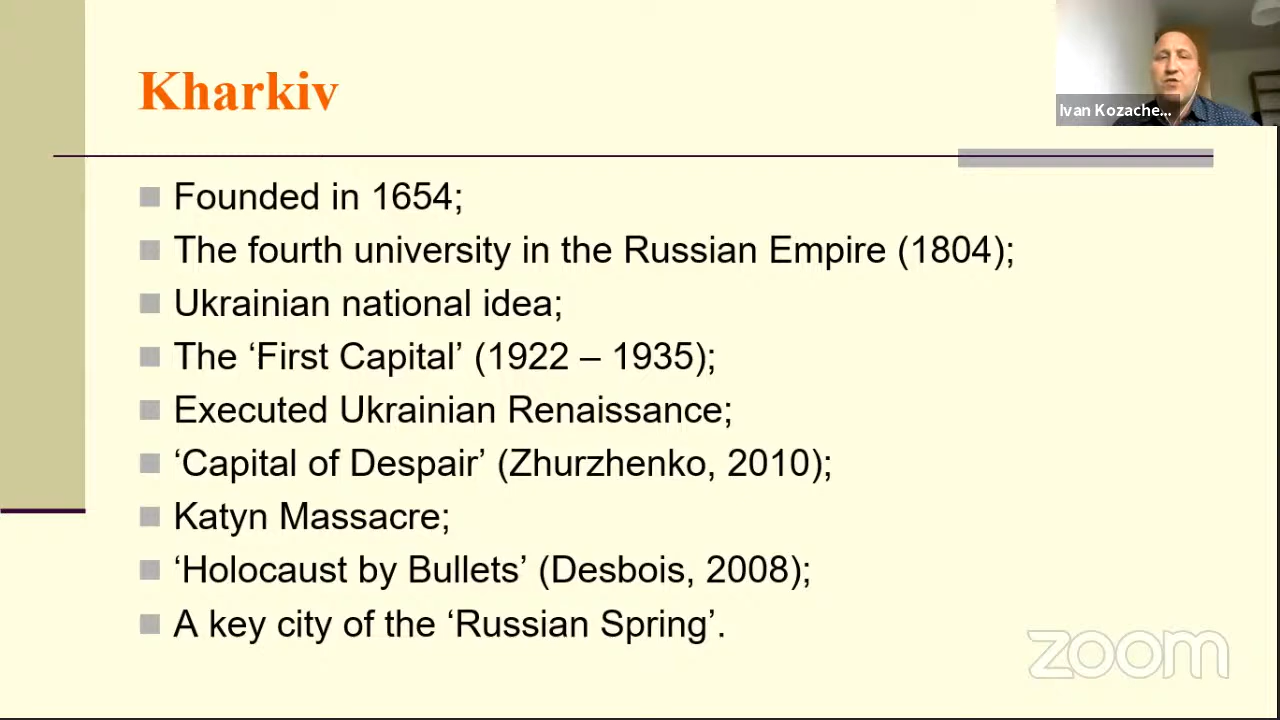 Kharkiv
Ivan Kozache...
Founded in 1654;
The fourth university in the Russian Empire (1804);
Ukrainian national idea;
The ‘First Capital’ (1922 – 1935);
Executed Ukrainian Renaissance;
‘Capital of Despair’ (Zhurzhenko, 2010);
Katyn Massacre;
‘Holocaust by Bullets’ (Desbois, 2008);
A key city of the ‘Russian Spring’.
zoom